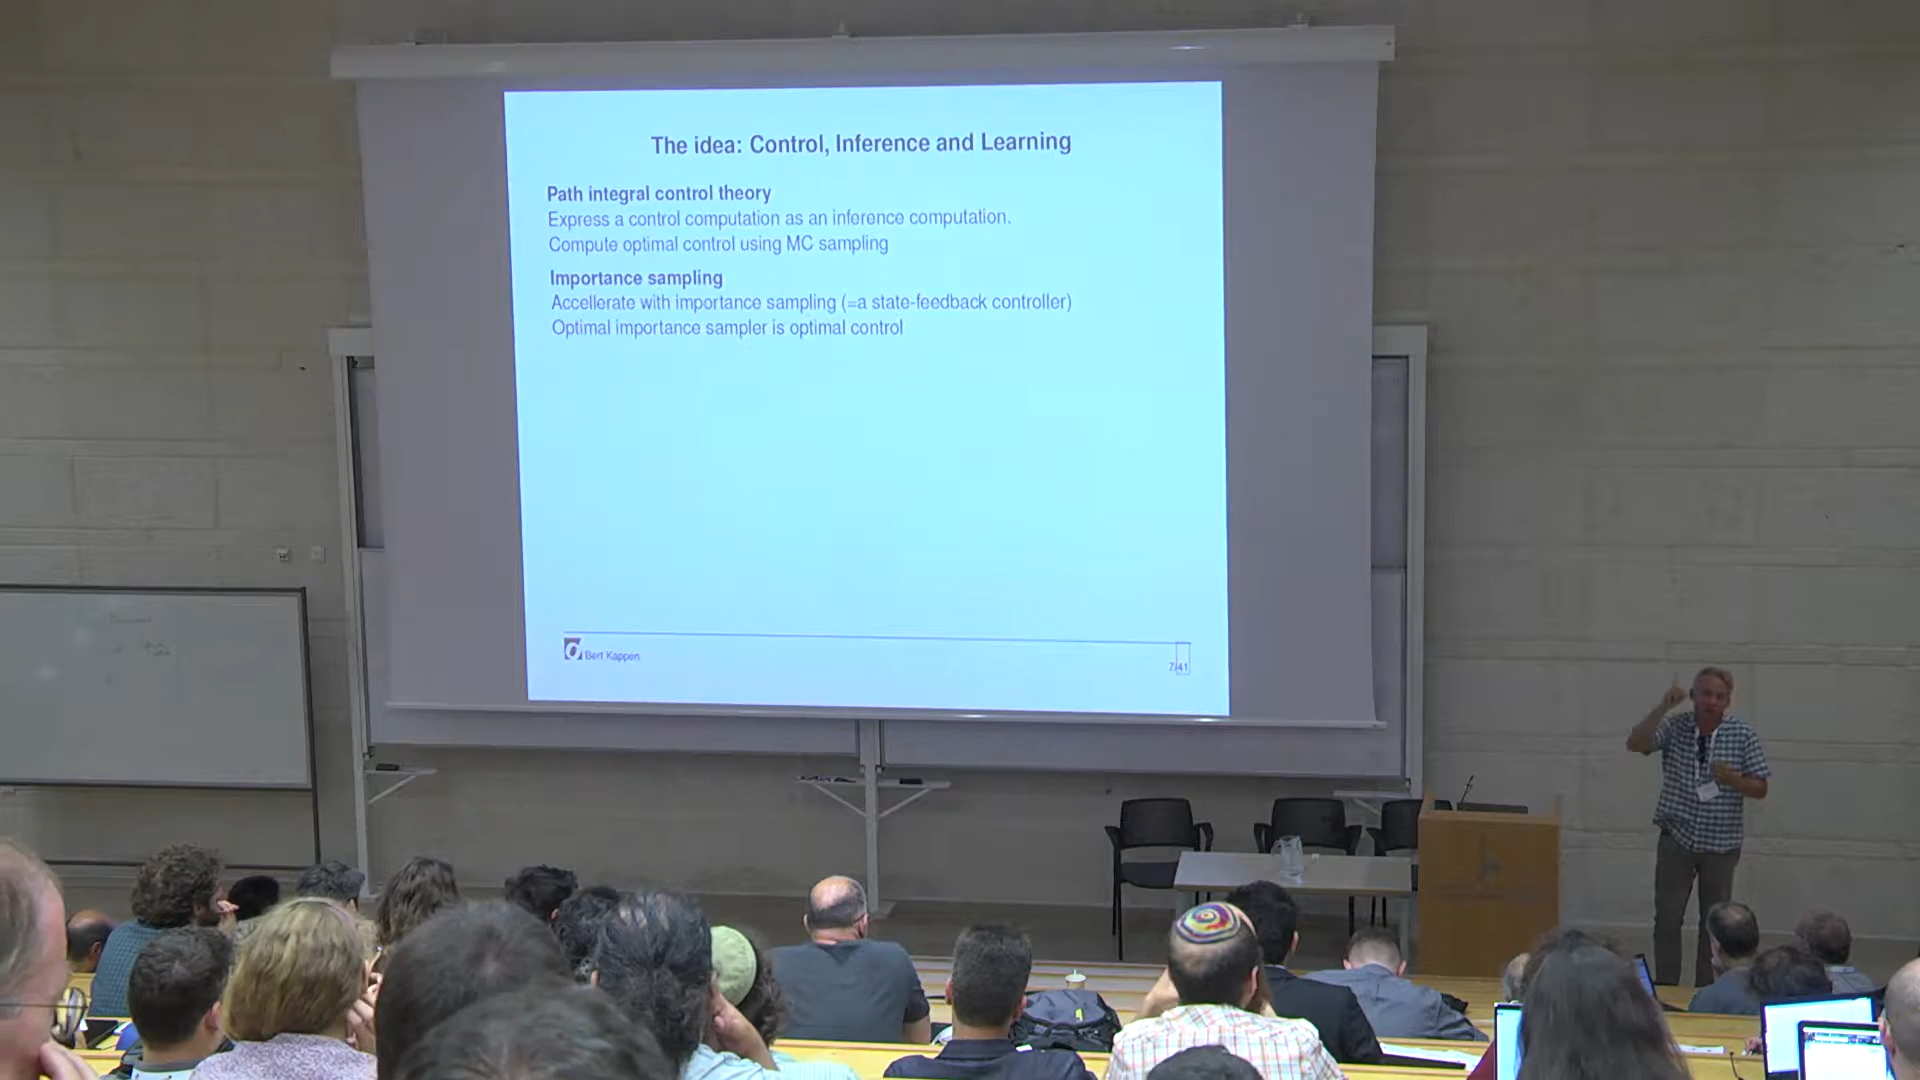 The idea: Control, Inference and Learning
Path integral control theory
Express a control computation as an inference computation.
Compute optimal control using MC sampling
Importance sampling
Accellerate with importance sampling (=a state-feedback controller)
Optimal importance sampler is optimal control
Bert Kappen
7/41